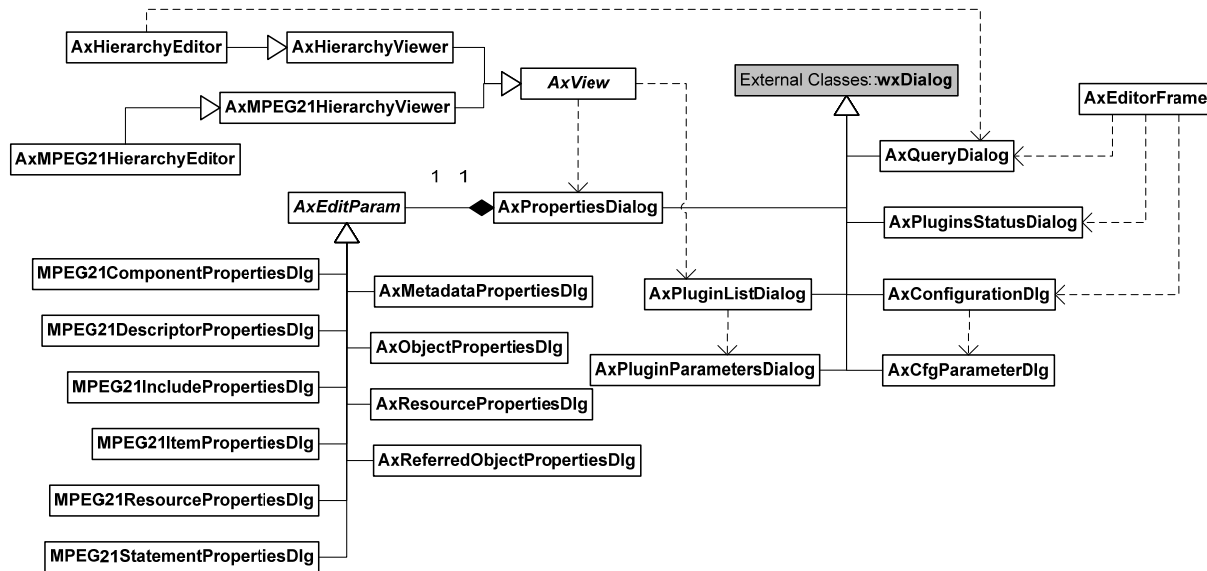 AxHierarchyEditor
AxHierarchyViewer
AxView
External Classes::wxDialog
AxEditorFrame
AxMPEG21HierarchyViewer
AxMPEG21HierarchyEditor
AxQueryDialog
1 1
AxEditParam
AxPropertiesDialog
AxPluginsStatusDialog
MPEG21ComponentPropertiesDlg
AxMetadataPropertiesDlg
AxPluginListDialog
AxConfigurationDlg
MPEG21DescriptorPropertiesDlg
AxObjectPropertiesDlg
AxPluginParametersDialog
AxCfgParameterDlg
MPEG21IncludePropertiesDlg
AxResourcePropertiesDlg
MPEG21ItemPropertiesDlg
AxReferredObjectPropertiesDlg
MPEG21ResourcePropertiesDlg
MPEG21StatementPropertiesDlg